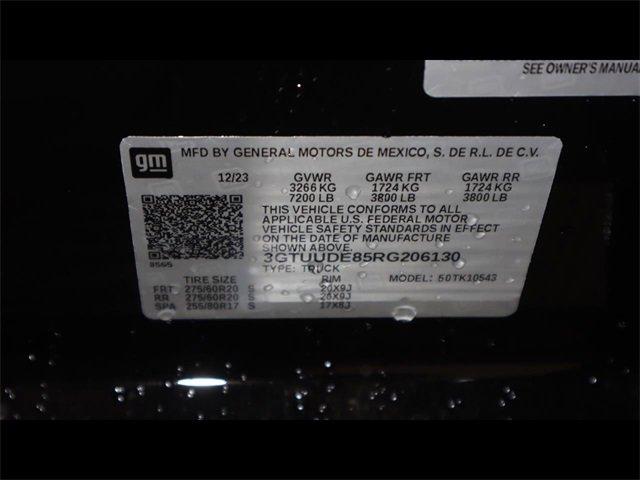 SEE OWNER'S MANUAL
gm
MFD BY GENERAL MOTORS DE MEXICO, S. DE R.L. DE C.V.
12/23 GVWR GAWR FRT GAWR RR
3266 KG 1724 KG 1724 KG
7200 LB 3800 LB 3800 LB
THIS VEHICLE CONFORMS TO ALL
APPLICABLE U.S. FEDERAL MOTOR
VEHICLE SAFETY STANDARDS IN EFFECT
ON THE DATE OF MANUFACTURE
SHOWN ABOVE.
3GTUUDE85RG206130
TYPE: TRUCK MODEL: 50TK10543
TIRE SIZE RIM
FRT 275/60R20 S 20X9J
RR 275/60R20 S 20X9J
SPA 255/80R17 S 17X8J